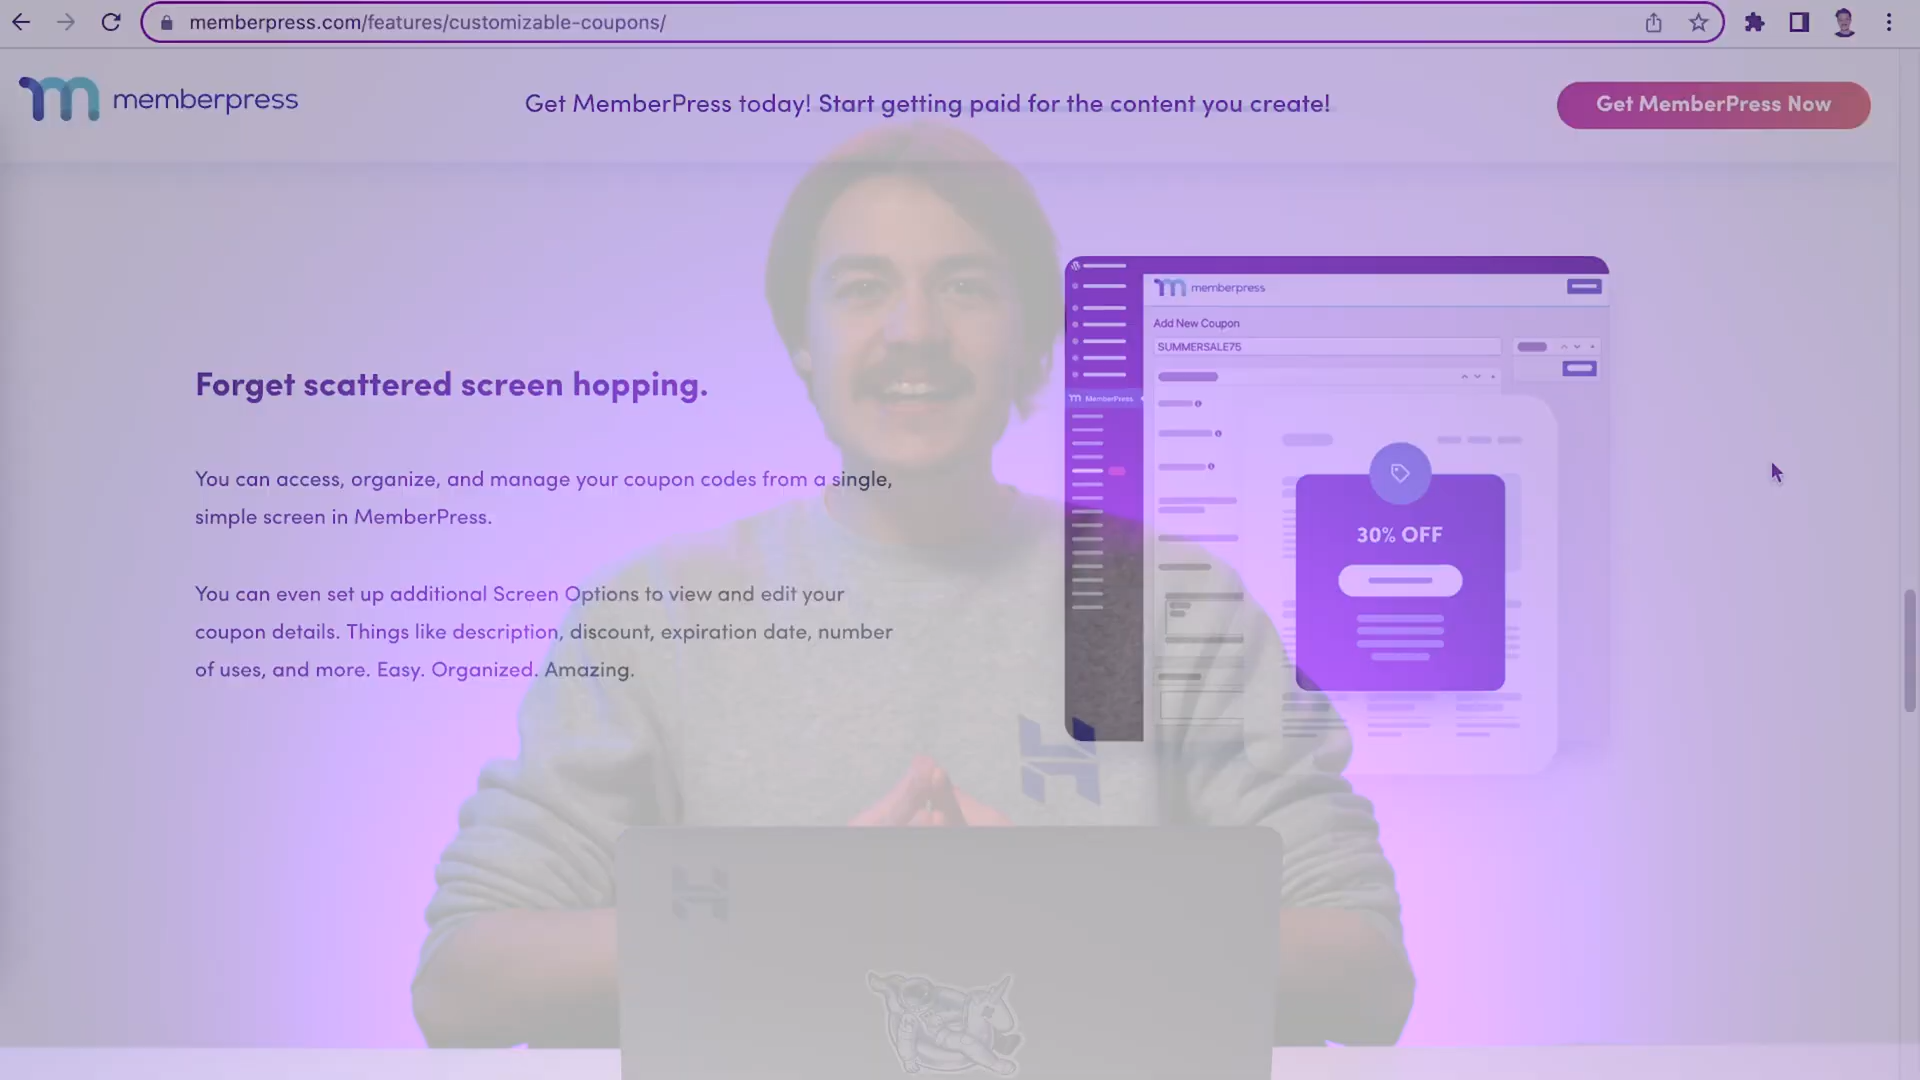 memberpress.com/features/customizable-coupons/
memberpress
Get MemberPress today! Start getting paid for the content you create!
Get MemberPress Now
Forget scattered screen hopping.
You can access, organize, and manage your coupon codes from a single,
simple screen in MemberPress.
You can even set up additional Screen Options to view and edit your
coupon details. Things like description, discount, expiration date, number
of uses, and more. Easy. Organized. Amazing.
memberpress
Add New Coupon
SUMMERSALE75
MemberPress
30% OFF